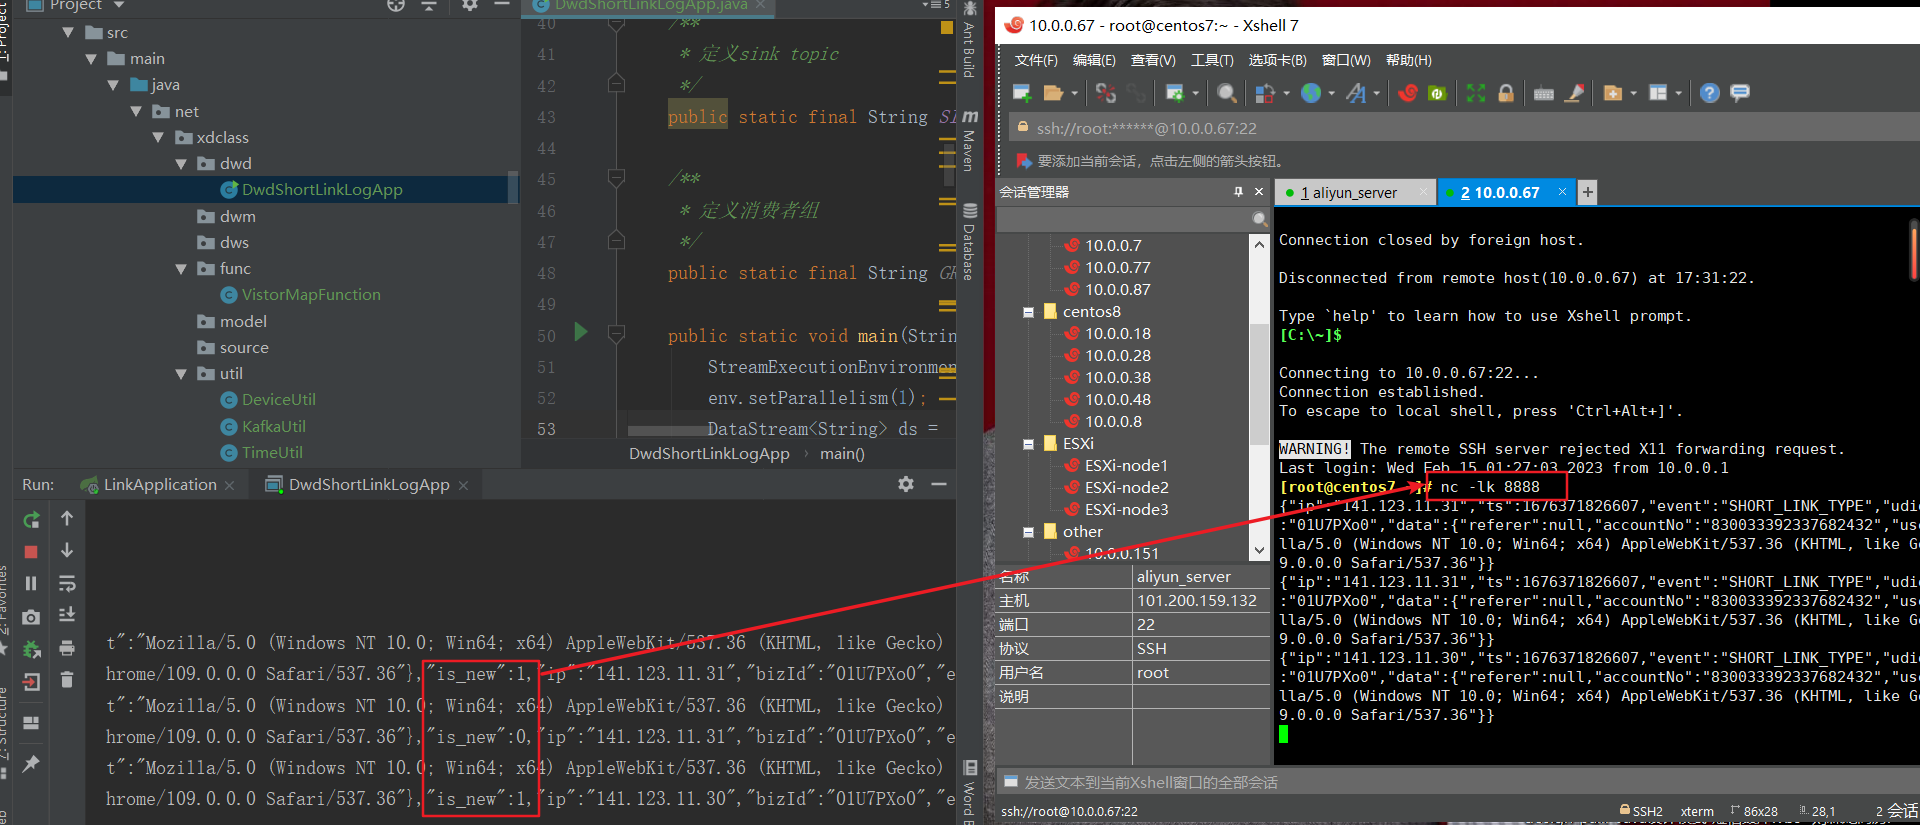 Project
DwdShortLinkLogApp.java
5
src
main
java
net
xdclass
dwd
DwdShortLinkLogApp
dwm
dws
func
VistorMapFunction
model
source
util
DeviceUtil
KafkaUtil
TimeUtil
40 /**
41 * 定义sink topic
42 */
43 public static final String
44
45 /**
46 * 定义消费者组
47 */
48 public static final String
49
50 public static void main(Strin
51 StreamExecutionEnvironmen
52 env.setParallelism(1);
53 DataStream<String> ds =
DwdShortLinkLogApp › main()
Ant Build
Maven
Database
Run:
LinkApplication
DwdShortLinkLogApp
t":"Mozilla/5.0 (Windows NT 10.0; Win64; x64) AppleWebKit/537.36 (KHTML, like Gecko)
hrome/109.0.0.0 Safari/537.36"},"is_new":1,"ip":"141.123.11.31","bizId":"01U7PXo0","e
t":"Mozilla/5.0 (Windows NT 10.0; Win64; x64) AppleWebKit/537.36 (KHTML, like Gecko)
hrome/109.0.0.0 Safari/537.36"},"is_new":0,"ip":"141.123.11.31","bizId":"01U7PXo0","e
t":"Mozilla/5.0 (Windows NT 10.0; Win64; x64) AppleWebKit/537.36 (KHTML, like Gecko)
hrome/109.0.0.0 Safari/537.36"},"is_new":1,"ip":"141.123.11.30","bizId":"01U7PXo0","e
2: Favorites
7: Structure
Word B
10.0.0.67 - root@centos7:~ - Xshell 7
文件(F) 编辑(E) 查看(V) 工具(T) 选项卡(B) 窗口(W) 帮助(H)
ssh://root:******@10.0.0.67:22
要添加当前会话，点击左侧的箭头按钮。
会话管理器
1 aliyun_server
2 10.0.0.67
10.0.0.7
10.0.0.77
10.0.0.87
centos8
10.0.0.18
10.0.0.28
10.0.0.38
10.0.0.48
10.0.0.8
ESXi
ESXi-node1
ESXi-node2
ESXi-node3
other
10.0.0.151
名称 aliyun_server
主机 101.200.159.132
端口 22
协议 SSH
用户名 root
说明
Connection closed by foreign host.
Disconnected from remote host(10.0.0.67) at 17:31:22.
Type `help' to learn how to use Xshell prompt.
[C:\~]$
Connecting to 10.0.0.67:22...
Connection established.
To escape to local shell, press 'Ctrl+Alt+]'.
WARNING! The remote SSH server rejected X11 forwarding request.
Last login: Wed Feb 15 01:27:03 2023 from 10.0.0.1
[root@centos7 ~]# nc -lk 8888
{"ip":"141.123.11.31","ts":1676371826607,"event":"SHORT_LINK_TYPE","udi
:"01U7PXo0","data":{"referer":null,"accountNo":"830033392337682432","use
lla/5.0 (Windows NT 10.0; Win64; x64) AppleWebKit/537.36 (KHTML, like Ge
9.0.0.0 Safari/537.36"}}
{"ip":"141.123.11.31","ts":1676371826607,"event":"SHORT_LINK_TYPE","udi
:"01U7PXo0","data":{"referer":null,"accountNo":"830033392337682432","use
lla/5.0 (Windows NT 10.0; Win64; x64) AppleWebKit/537.36 (KHTML, like Ge
9.0.0.0 Safari/537.36"}}
{"ip":"141.123.11.30","ts":1676371826607,"event":"SHORT_LINK_TYPE","udi
:"01U7PXo0","data":{"referer":null,"accountNo":"830033392337682432","use
lla/5.0 (Windows NT 10.0; Win64; x64) AppleWebKit/537.36 (KHTML, like Ge
9.0.0.0 Safari/537.36"}}
发送文本到当前Xshell窗口的全部会话
ssh://root@10.0.0.67:22
SSH2 xterm 86x28 28,1 2 会话